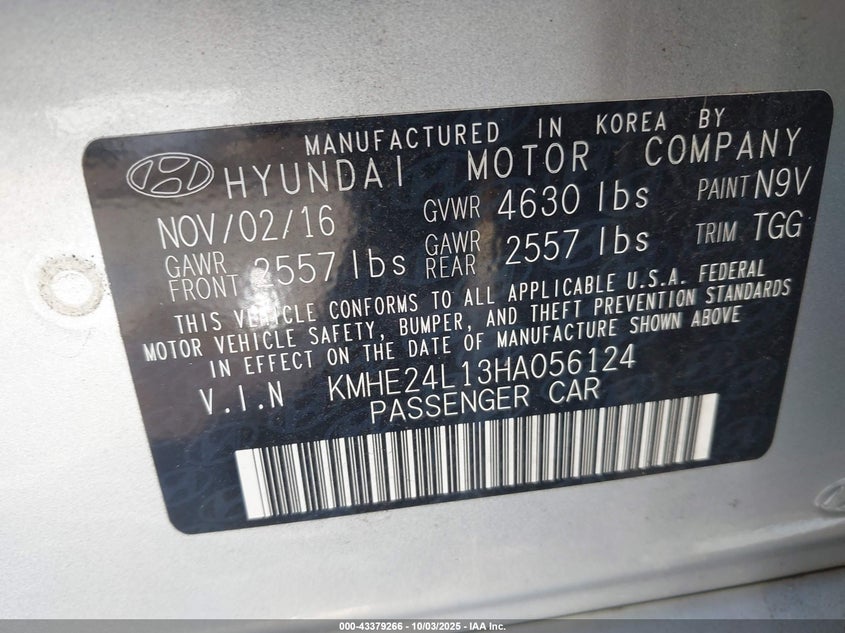 MANUFACTURED IN KOREA BY
HYUNDAI MOTOR COMPANY
NOV/02/16 GVWR 4630 lbs PAINT N9V
GAWR FRONT 2557 lbs GAWR REAR 2557 lbs TRIM TGG
THIS VEHICLE CONFORMS TO ALL APPLICABLE U.S.A. FEDERAL
MOTOR VEHICLE SAFETY, BUMPER, AND THEFT PREVENTION STANDARDS
IN EFFECT ON THE DATE OF MANUFACTURE SHOWN ABOVE
V.I.N KMHE24L13HA056124
PASSENGER CAR
000-43379266 - 10/03/2025 - IAA Inc.